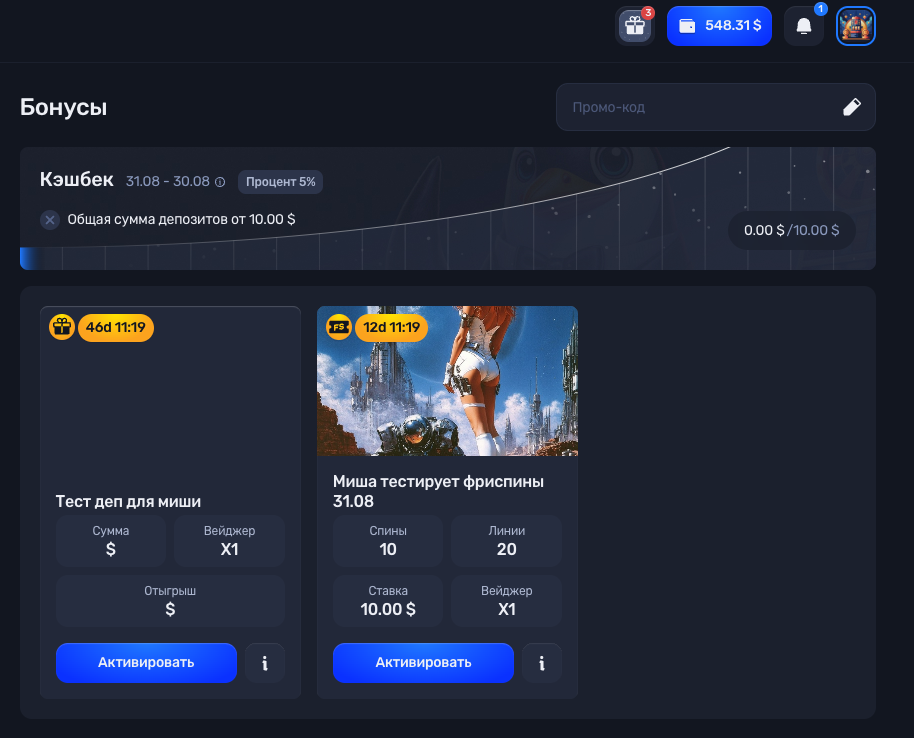 3
548.31 $
1
Бонусы
Промо-код
Кэшбек 31.08 - 30.08 Процент 5%
Общая сумма депозитов от 10.00 $
0.00 $/10.00 $
46d 11:19
FS 12d 11:19
Тест деп для миши
Сумма
$
Вейджер
X1
Отыгрыш
$
Активировать
Миша тестирует фриспины
31.08
Спины
10
Линии
20
Ставка
10.00 $
Вейджер
X1
Активировать